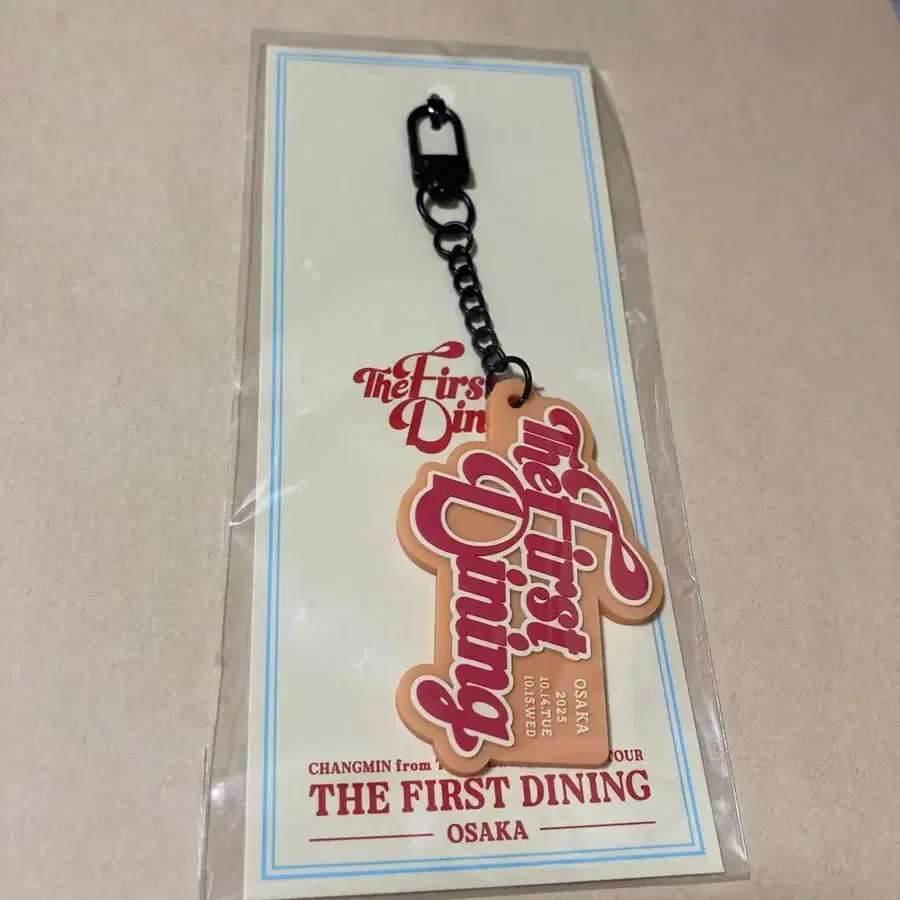 The Firs
Din
The First
Dining
OSAKA
2025
10.14.TUE
10.15.WED
CHANGMIN from T TOUR
THE FIRST DINING
OSAKA